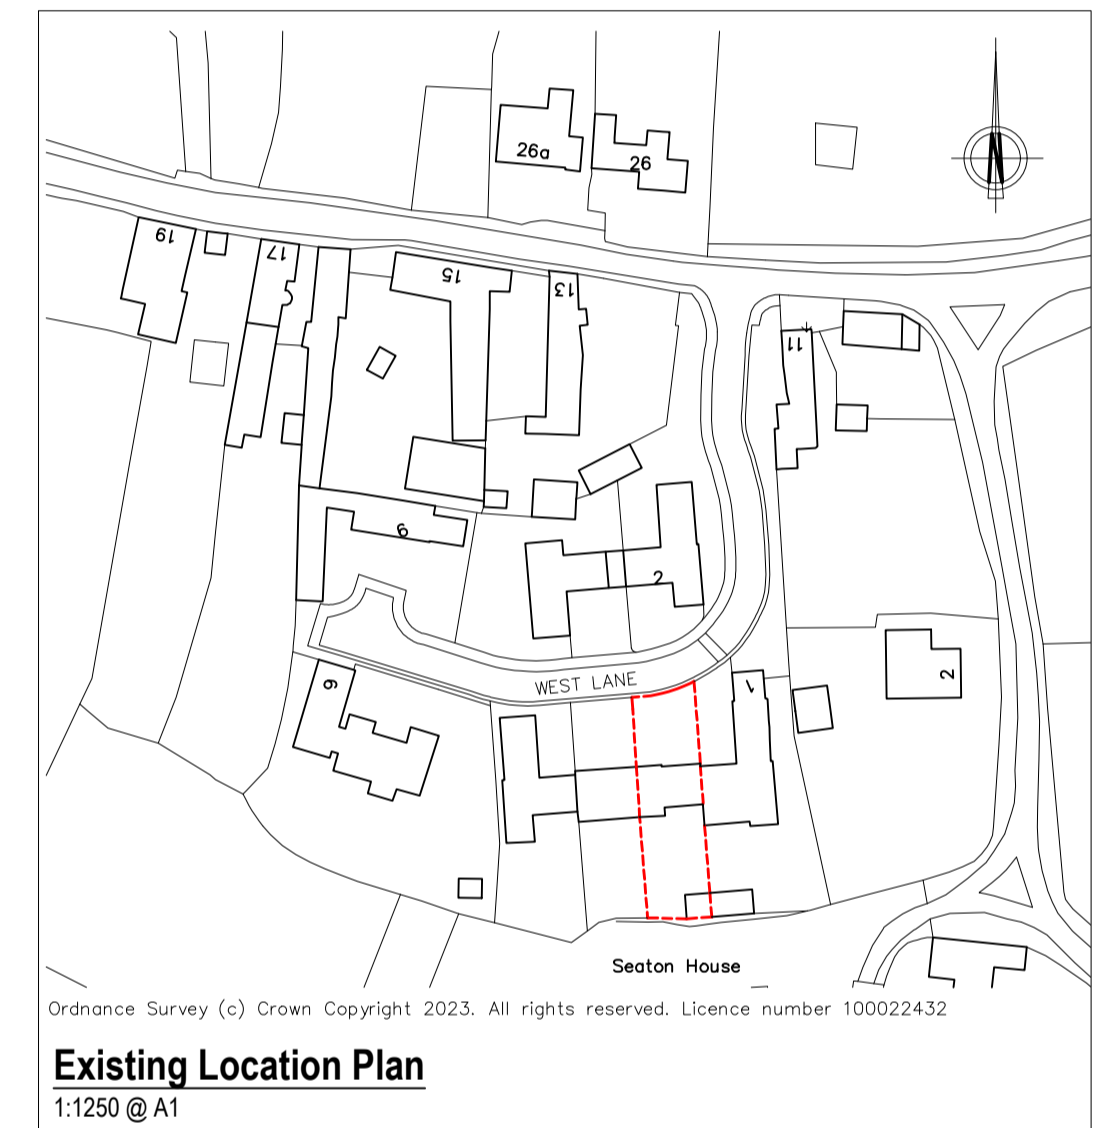 26a
26
N
19
17
15
13
11
9
2
2
WEST LANE
9
1
Seaton House
Ordnance Survey (c) Crown Copyright 2023. All rights reserved. Licence number 100022432
Existing Location Plan
1:1250 @ A1